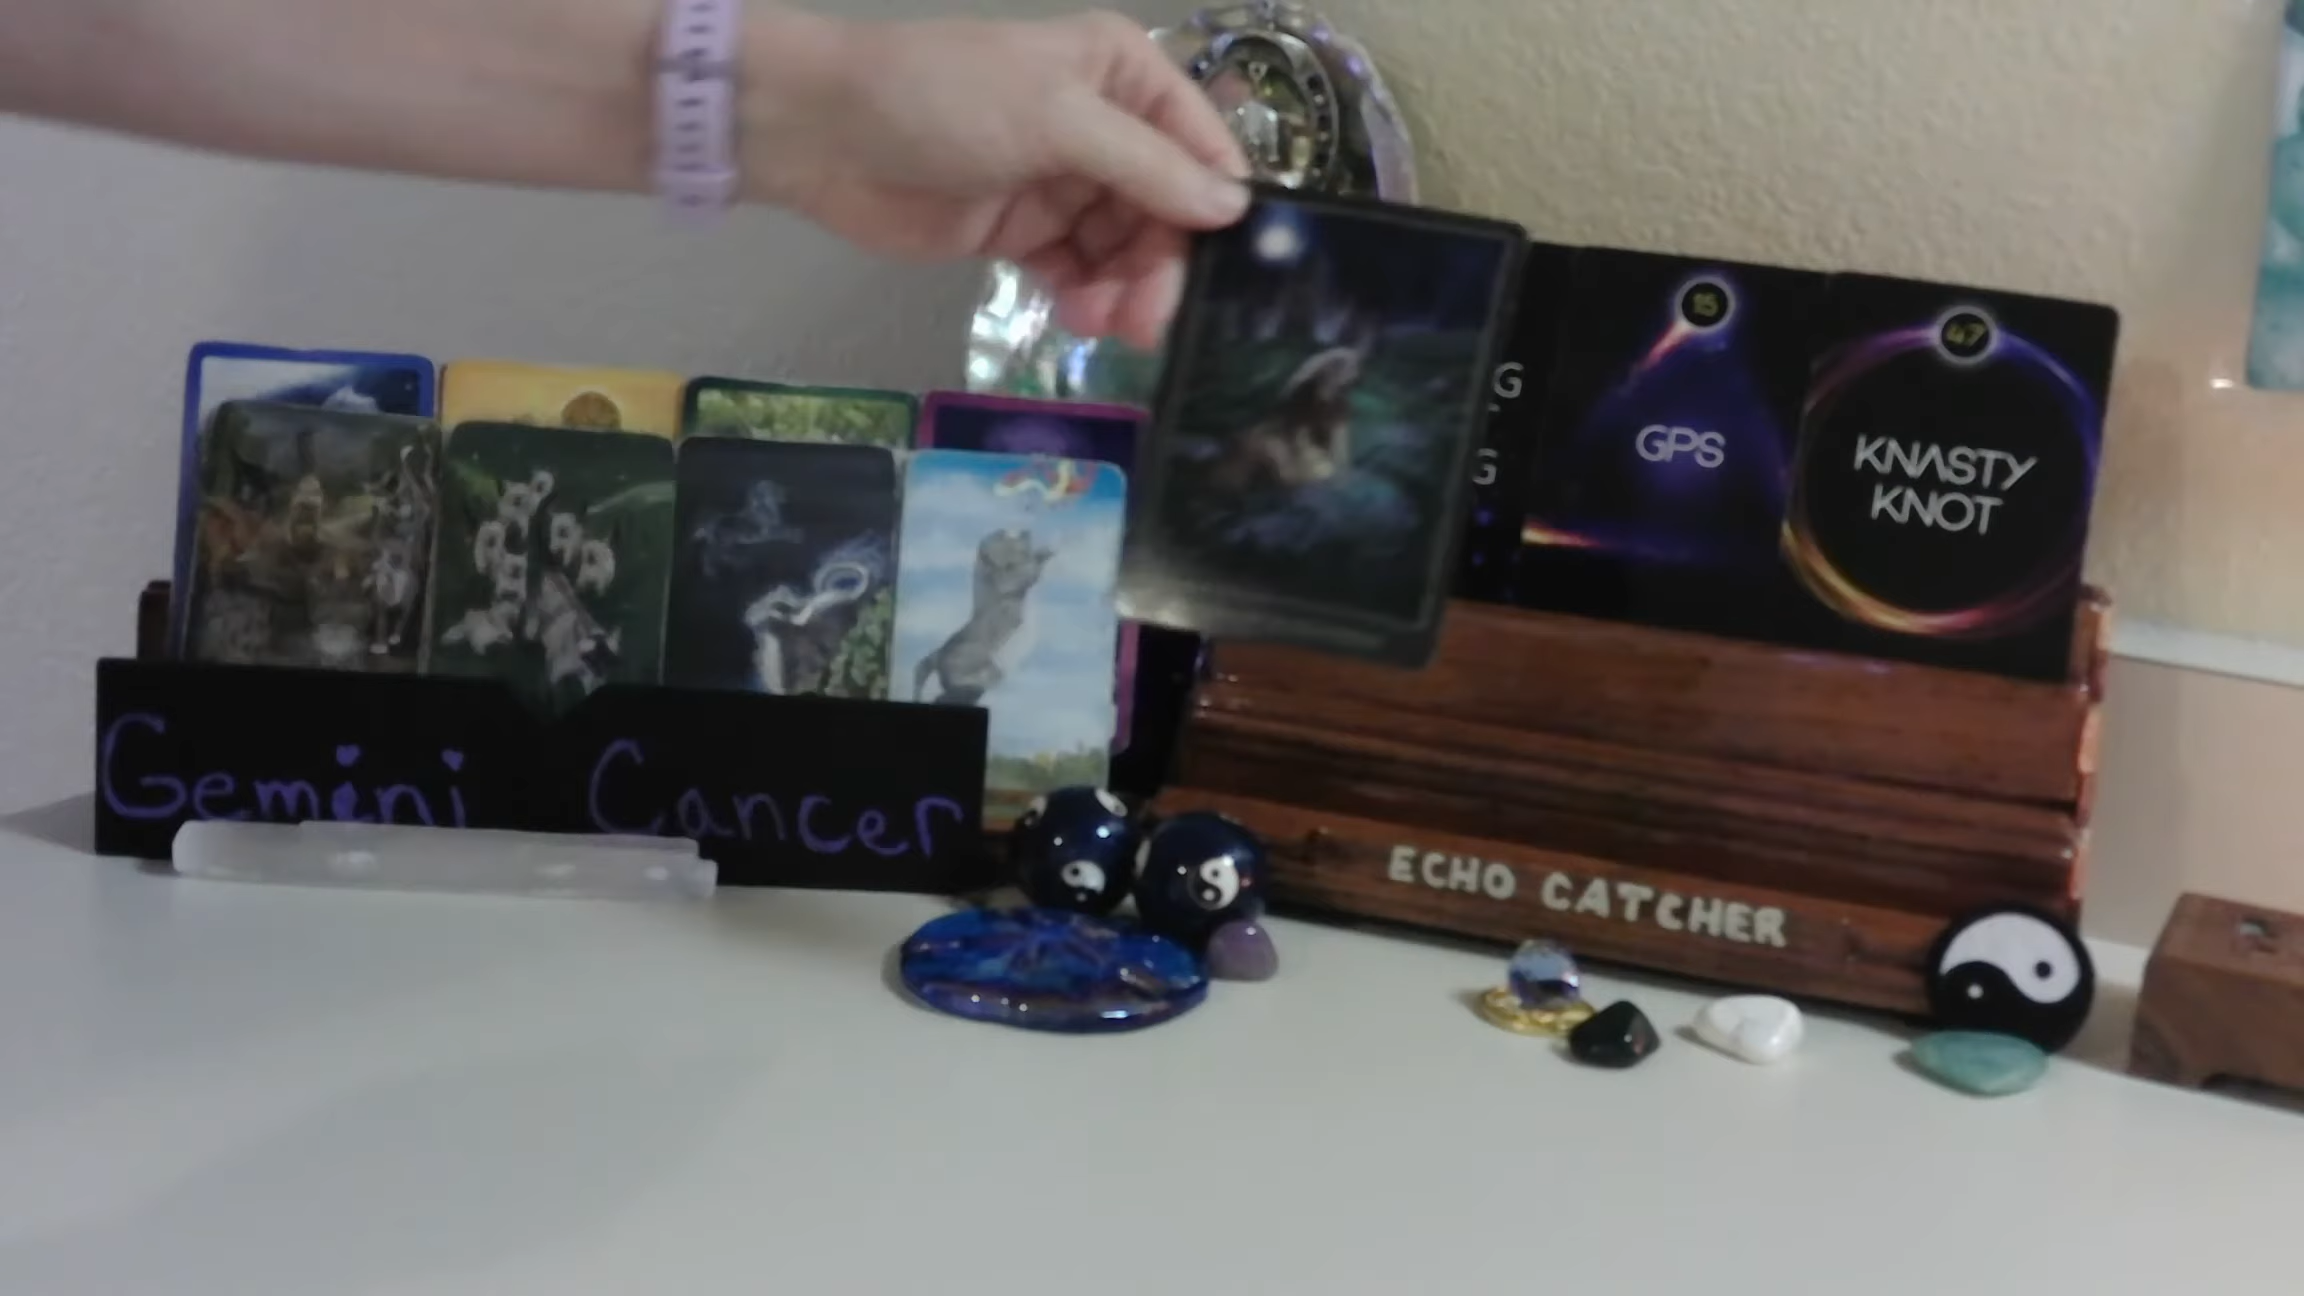 G
G
15
GPS
47
KNASTY
KNOT
Gemini Cancer
ECHO CATCHER